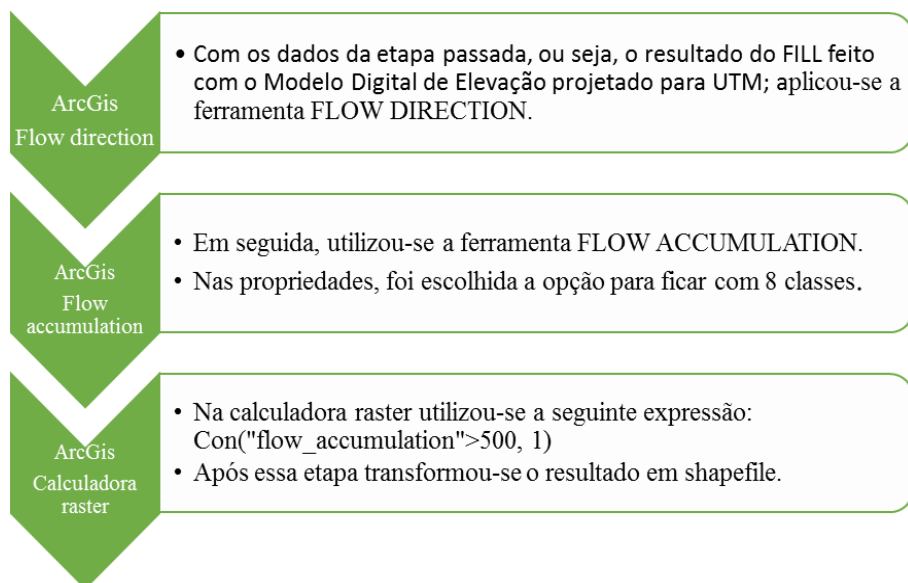 ArcGis
Flow direction
• Com os dados da etapa passada, ou seja, o resultado do FILL feito
com o Modelo Digital de Elevação projetado para UTM; aplicou-se a
ferramenta FLOW DIRECTION.
ArcGis
Flow
accumulation
• Em seguida, utilizou-se a ferramenta FLOW ACCUMULATION.
• Nas propriedades, foi escolhida a opção para ficar com 8 classes.
ArcGis
Calculadora
raster
• Na calculadora raster utilizou-se a seguinte expressão:
Con("flow_accumulation">500, 1)
• Após essa etapa transformou-se o resultado em shapefile.